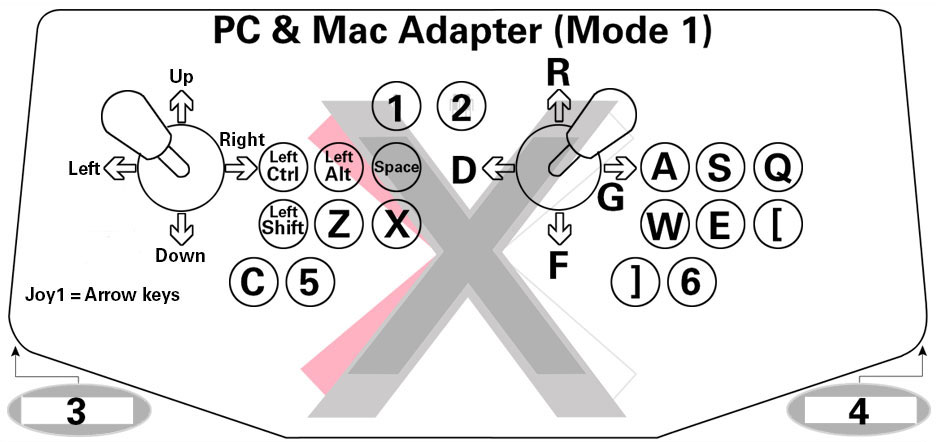 PC & Mac Adapter (Mode 1)
Up
R
1
2
Right
Left
D
G
Left
Ctrl
Left
Alt
Space
A
S
Q
Left
Shift
Z
X
W
E
[
Down
F
C
5
]
6
Joy1 = Arrow keys
3
4